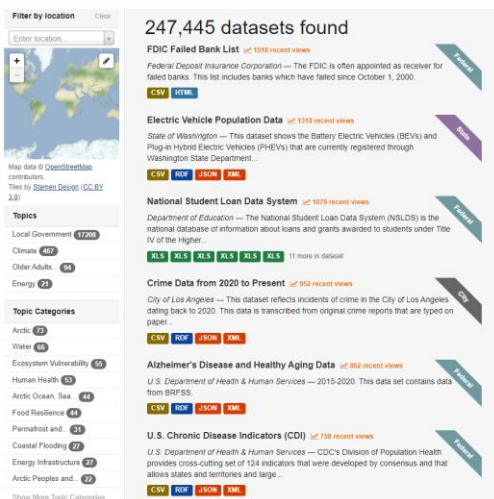 Filter by location Clear
Enter location...
+
-
Map data © OpenStreetMap
contributors
Tiles by Stamen Design (CC BY
3.0)
Topics
Local Government 17208
Climate 467
Older Adults... 94
Energy 21
Topic Categories
Arctic 73
Water 66
Ecosystem Vulnerability 55
Human Health 53
Arctic Ocean, Sea... 44
Food Resilience 44
Permafrost and... 31
Coastal Flooding 27
Energy Infrastructure 27
Arctic Peoples and... 22
Show More Topic Categories
247,445 datasets found
FDIC Failed Bank List 1518 recent views
Federal
Federal Deposit Insurance Corporation — The FDIC is often appointed as receiver for
failed banks. This list includes banks which have failed since October 1, 2000.
CSV HTML
Electric Vehicle Population Data 1318 recent views
State
State of Washington — This dataset shows the Battery Electric Vehicles (BEVs) and
Plug-in Hybrid Electric Vehicles (PHEVs) that are currently registered through
Washington State Department...
CSV RDF JSON XML
National Student Loan Data System 1076 recent views
Federal
Department of Education — The National Student Loan Data System (NSLDS) is the
national database of information about loans and grants awarded to students under Title
IV of the Higher...
XLS XLS XLS XLS XLS XLS 11 more in dataset
Crime Data from 2020 to Present 952 recent views
City
City of Los Angeles — This dataset reflects incidents of crime in the City of Los Angeles
dating back to 2020. This data is transcribed from original crime reports that are typed on
paper...
CSV RDF JSON XML
Alzheimer's Disease and Healthy Aging Data 862 recent views
Federal
U.S. Department of Health & Human Services — 2015-2020. This data set contains data
from BRFSS.
CSV RDF JSON XML
U.S. Chronic Disease Indicators (CDI) 758 recent views
Federal
U.S. Department of Health & Human Services — CDC's Division of Population Health
provides cross-cutting set of 124 indicators that were developed by consensus and that
allows states and territories and large...
CSV RDF JSON XML